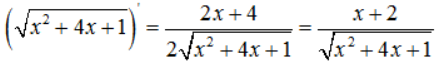 (√(x² + 4x + 1))' = (2x + 4)/(2√(x² + 4x + 1)) = (x + 2)/√(x² + 4x + 1)